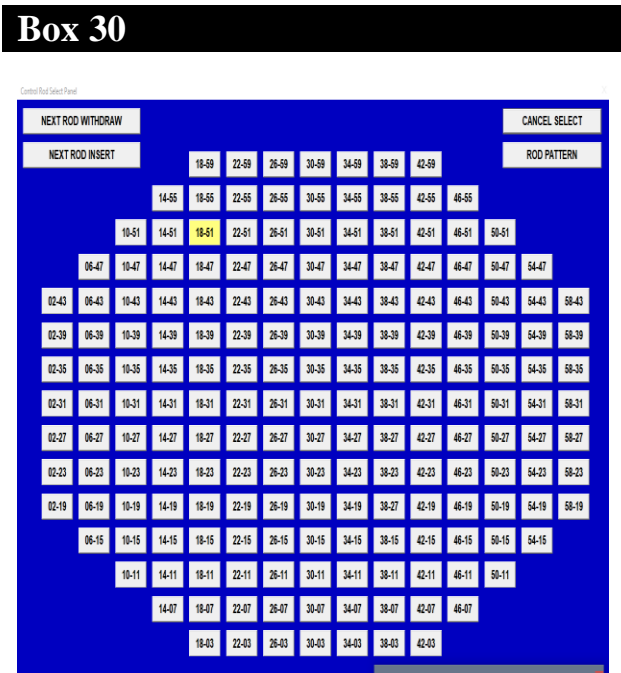 Box 30
Control Rod Select Panel X
NEXT ROD WITHDRAW CANCEL SELECT
NEXT ROD INSERT ROD PATTERN
18-59 22-59 26-59 30-59 34-59 38-59 42-59
14-55 18-55 22-55 26-55 30-55 34-55 38-55 42-55 46-55
10-51 14-51 18-51 22-51 26-51 30-51 34-51 38-51 42-51 46-51 50-51
06-47 10-47 14-47 18-47 22-47 26-47 30-47 34-47 38-47 42-47 46-47 50-47 54-47
02-43 06-43 10-43 14-43 18-43 22-43 26-43 30-43 34-43 38-43 42-43 46-43 50-43 54-43 58-43
02-39 06-39 10-39 14-39 18-39 22-39 26-39 30-39 34-39 38-39 42-39 46-39 50-39 54-39 58-39
02-35 06-35 10-35 14-35 18-35 22-35 26-35 30-35 34-35 38-35 42-35 46-35 50-35 54-35 58-35
02-31 06-31 10-31 14-31 18-31 22-31 26-31 30-31 34-31 38-31 42-31 46-31 50-31 54-31 58-31
02-27 06-27 10-27 14-27 18-27 22-27 26-27 30-27 34-27 38-27 42-27 46-27 50-27 54-27 58-27
02-23 06-23 10-23 14-23 18-23 22-23 26-23 30-23 34-23 38-23 42-23 46-23 50-23 54-23 58-23
02-19 06-19 10-19 14-19 18-19 22-19 26-19 30-19 34-19 38-27 42-19 46-19 50-19 54-19 58-19
06-15 10-15 14-15 18-15 22-15 26-15 30-15 34-15 38-15 42-15 46-15 50-15 54-15
10-11 14-11 18-11 22-11 26-11 30-11 34-11 38-11 42-11 46-11 50-11
14-07 18-07 22-07 26-07 30-07 34-07 38-07 42-07 46-07
18-03 22-03 26-03 30-03 34-03 38-03 42-03